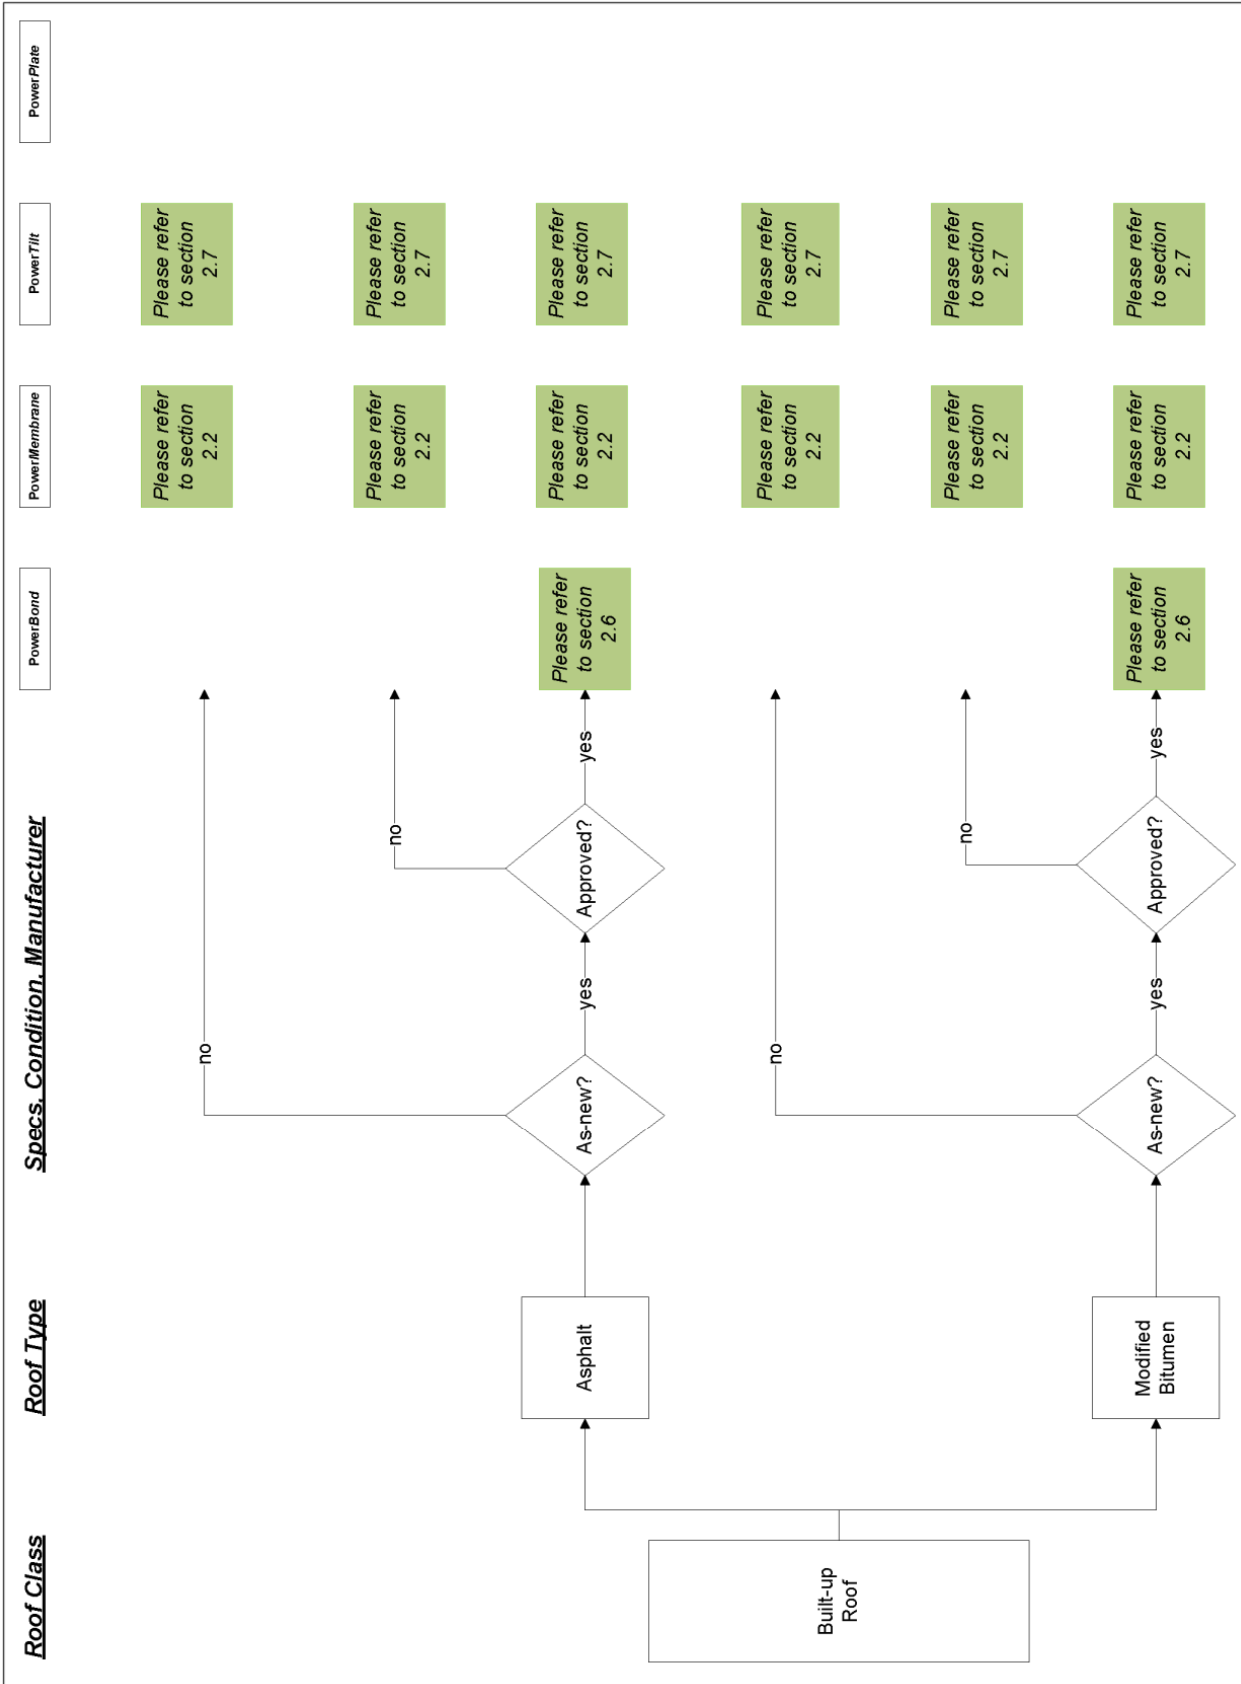 Roof Class
Roof Type
Specs, Condition, Manufacturer
PowerBond
PowerMembrane
PowerTilt
PowerPlate
no
Please refer
to section
2.2
Please refer
to section
2.7
no
Please refer
to section
2.2
Please refer
to section
2.7
Asphalt
As-new?
yes
Approved?
yes
Please refer
to section
2.6
Please refer
to section
2.2
Please refer
to section
2.7
no
Please refer
to section
2.2
Please refer
to section
2.7
Built-up
Roof
no
Please refer
to section
2.2
Please refer
to section
2.7
Modified
Bitumen
As-new?
yes
Approved?
yes
Please refer
to section
2.6
Please refer
to section
2.2
Please refer
to section
2.7